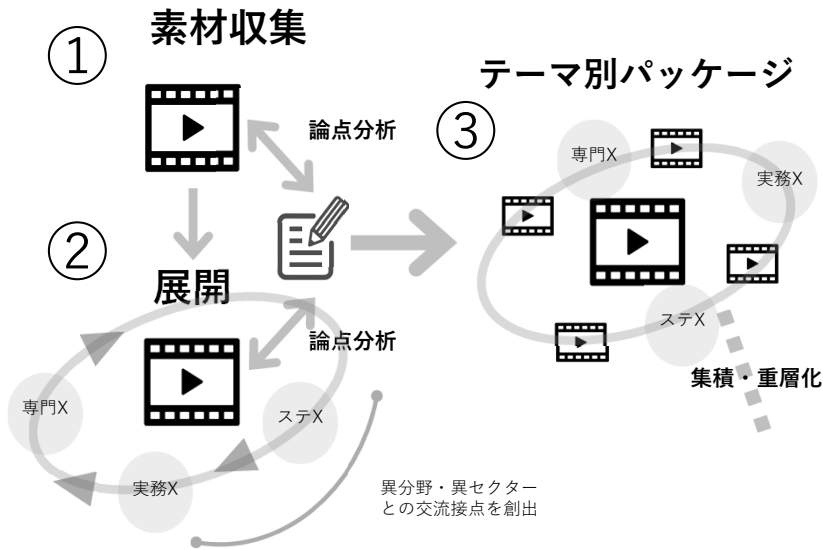 ①
素材収集
論点分析
②
展開
論点分析
専門X
ステX
実務X
異分野・異セクター
との交流接点を創出
③
テーマ別パッケージ
専門X
実務X
ステX
集積・重層化